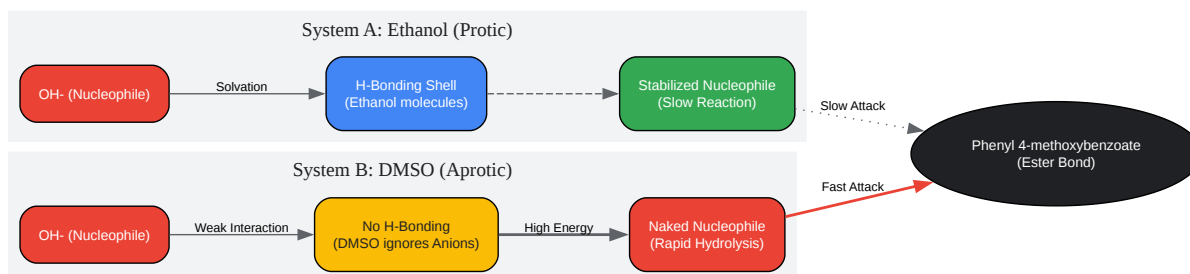 System A: Ethanol (Protic)
OH- (Nucleophile)
Solvation
H-Bonding Shell
(Ethanol molecules)
Stabilized Nucleophile
(Slow Reaction)
Slow Attack
Phenyl 4-methoxybenzoate
(Ester Bond)
System B: DMSO (Aprotic)
OH- (Nucleophile)
Weak Interaction
No H-Bonding
(DMSO ignores Anions)
High Energy
Naked Nucleophile
(Rapid Hydrolysis)
Fast Attack